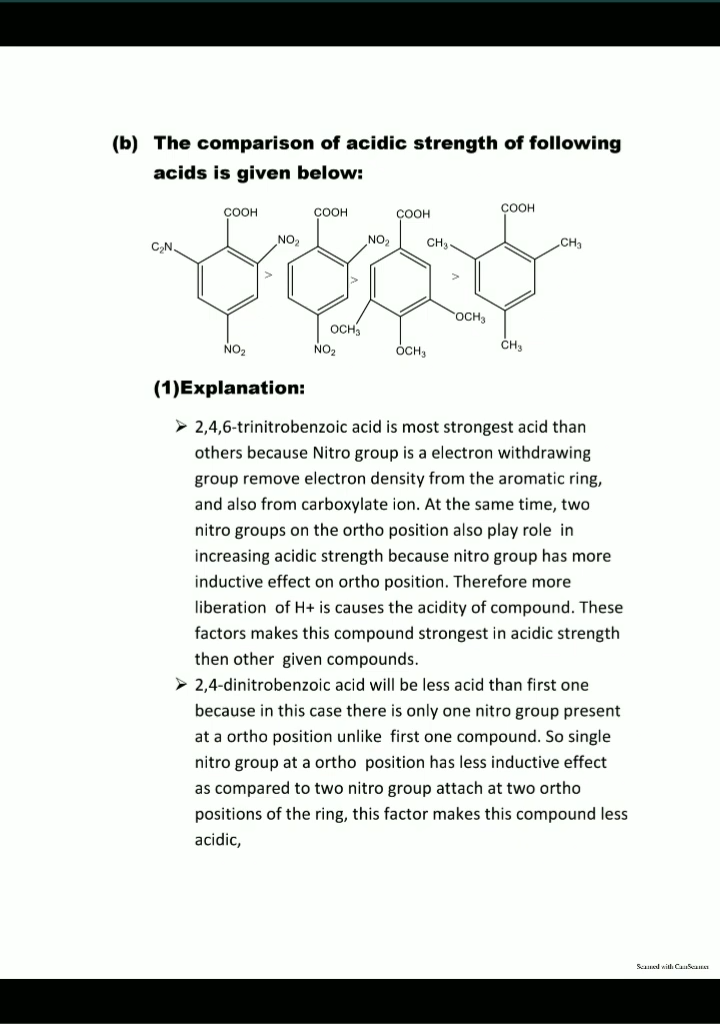 (b) The comparison of acidic strength of following
acids is given below:
COOH COOH COOH COOH
C₂N NO₂ NO₂ CH₃ CH₃
> > >
OCH₃ OCH₃
NO₂ NO₂ OCH₃ CH₃
(1)Explanation:
➢ 2,4,6-trinitrobenzoic acid is most strongest acid than
others because Nitro group is a electron withdrawing
group remove electron density from the aromatic ring,
and also from carboxylate ion. At the same time, two
nitro groups on the ortho position also play role in
increasing acidic strength because nitro group has more
inductive effect on ortho position. Therefore more
liberation of H+ is causes the acidity of compound. These
factors makes this compound strongest in acidic strength
then other given compounds.
➢ 2,4-dinitrobenzoic acid will be less acid than first one
because in this case there is only one nitro group present
at a ortho position unlike first one compound. So single
nitro group at a ortho position has less inductive effect
as compared to two nitro group attach at two ortho
positions of the ring, this factor makes this compound less
acidic,
Scanned with CamScanner